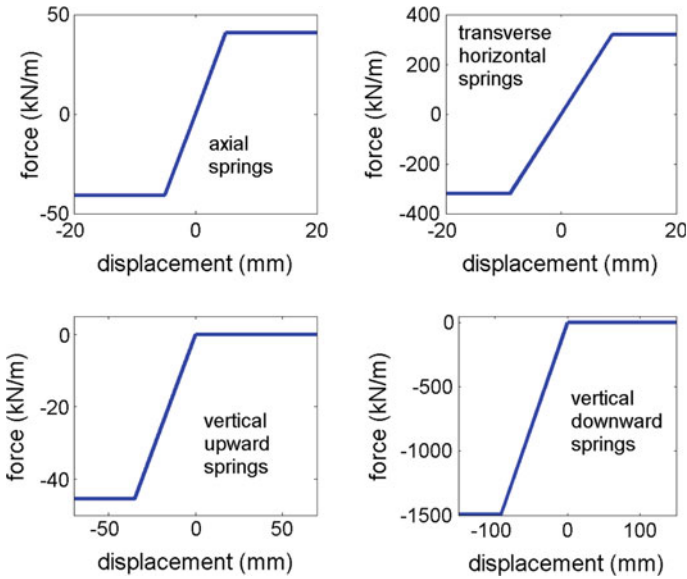 50
0
-50
-20
0
20
force (kN/m)
displacement (mm)
axial
springs
400
200
0
-200
-400
-20
0
20
force (kN/m)
displacement (mm)
transverse
horizontal
springs
0
-20
-40
-50
0
50
force (kN/m)
displacement (mm)
vertical
upward
springs
0
-500
-1000
-1500
-100
0
100
force (kN/m)
displacement (mm)
vertical
downward
springs